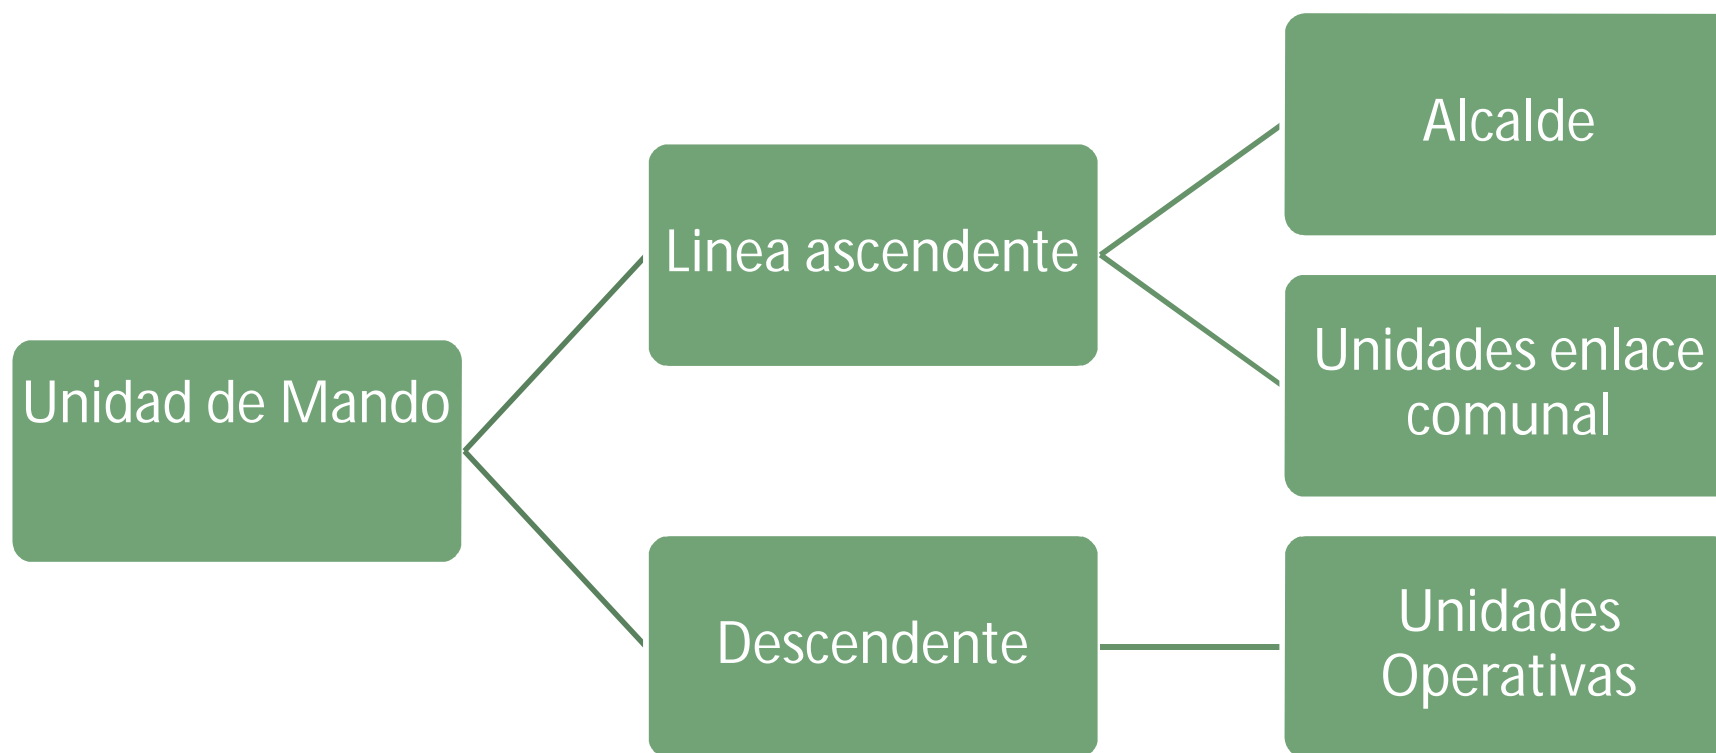 Unidad de Mando
Linea ascendente
Alcalde
Unidades enlace
comunal
Descendente
Unidades
Operativas